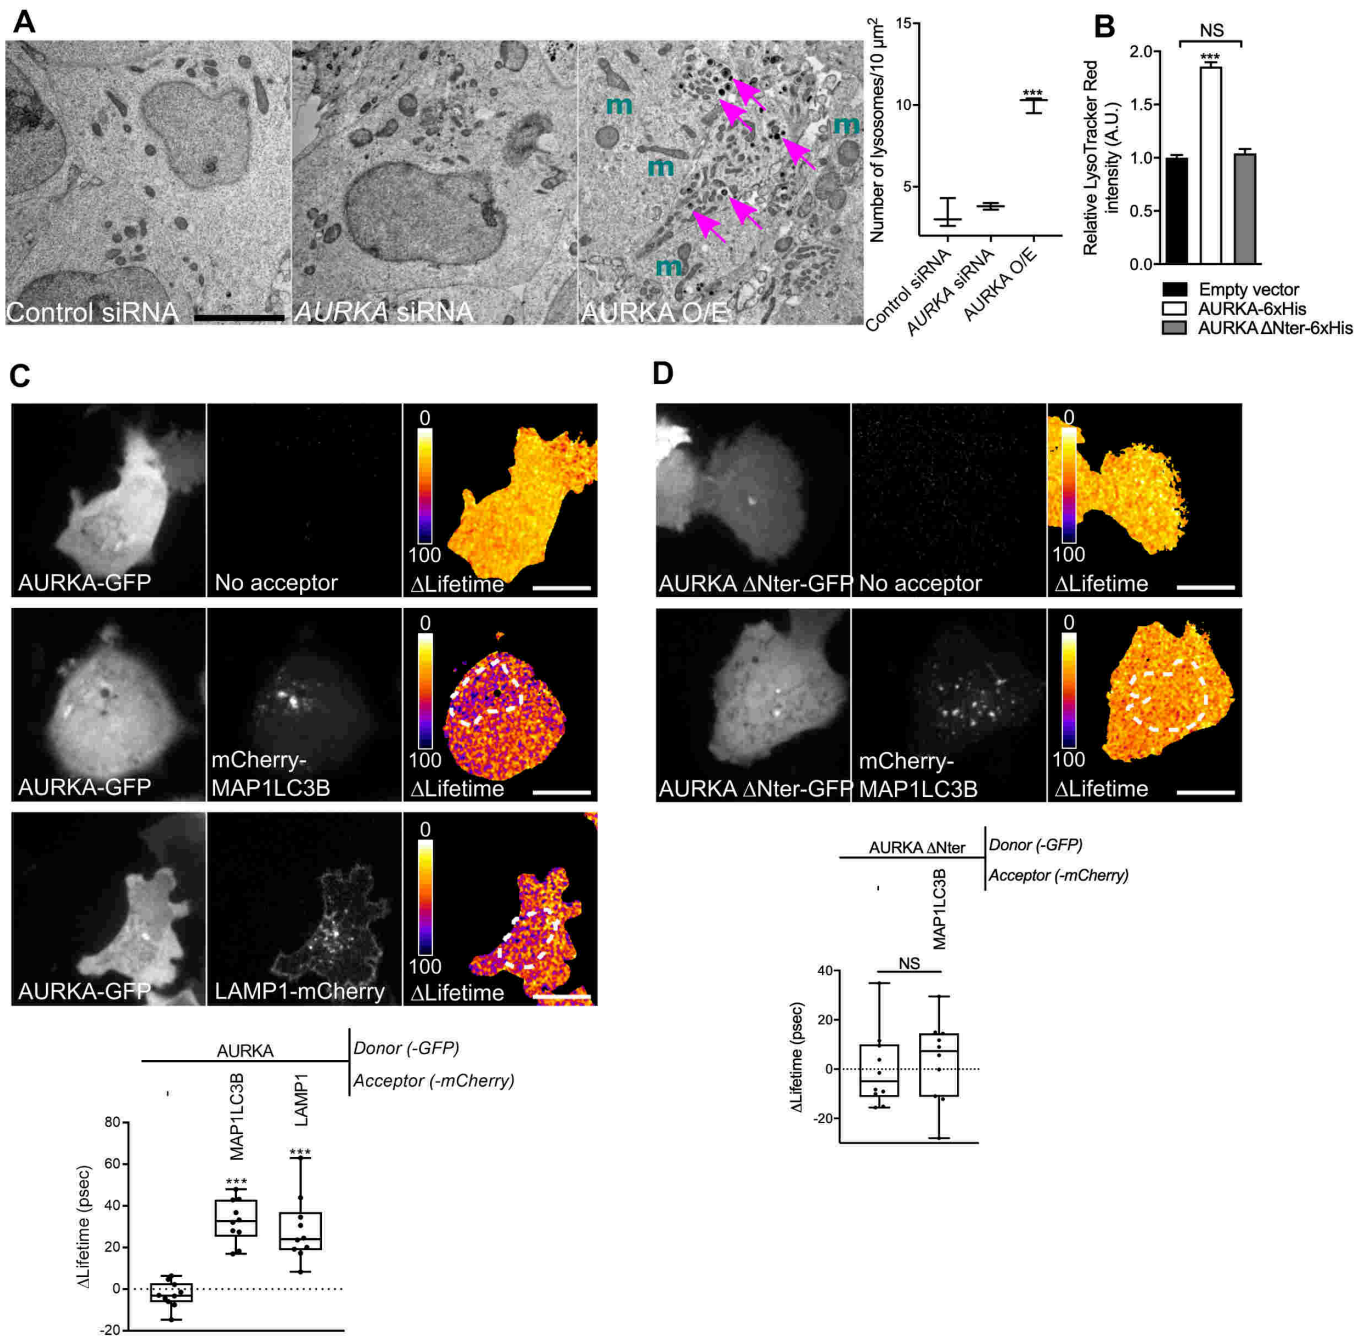 A
Control siRNA
AURKA siRNA
AURKA O/E
m
m
m
m
Number of lysosomes/10 µm²
15
10
5
***
Control siRNA
AURKA siRNA
AURKA O/E
B
NS
***
Relative LysoTracker Red
intensity (A.U.)
2.0
1.5
1.0
0.5
0.0
Empty vector
AURKA-6xHis
AURKA ΔNter-6xHis
C
AURKA-GFP
No acceptor
0
100
ΔLifetime
AURKA-GFP
mCherry-
MAP1LC3B
0
100
ΔLifetime
AURKA-GFP
LAMP1-mCherry
0
100
ΔLifetime
AURKA
Donor (-GFP)
Acceptor (-mCherry)
-
MAP1LC3B
LAMP1
***
***
ΔLifetime (psec)
80
60
40
20
0
-20
D
AURKA ΔNter-GFP
No acceptor
0
100
ΔLifetime
AURKA ΔNter-GFP
mCherry-
MAP1LC3B
0
100
ΔLifetime
AURKA ΔNter
Donor (-GFP)
Acceptor (-mCherry)
-
MAP1LC3B
NS
ΔLifetime (psec)
40
20
0
-20